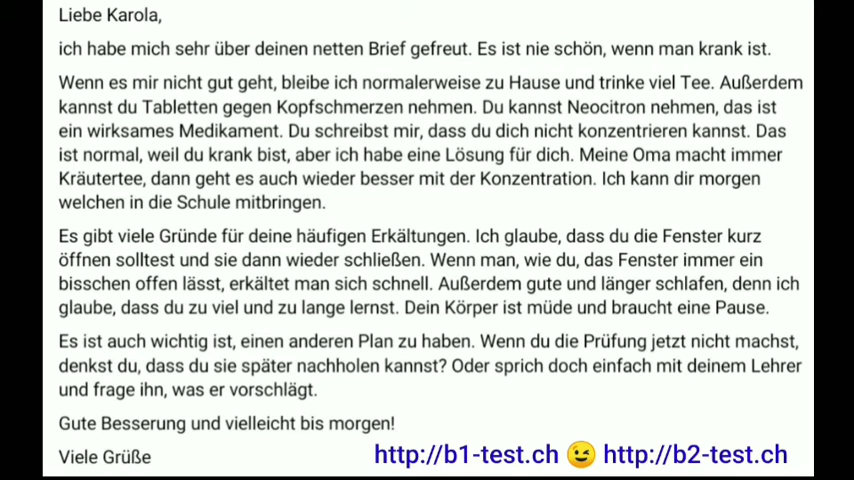 Liebe Karola,
ich habe mich sehr über deinen netten Brief gefreut. Es ist nie schön, wenn man krank ist.
Wenn es mir nicht gut geht, bleibe ich normalerweise zu Hause und trinke viel Tee. Außerdem
kannst du Tabletten gegen Kopfschmerzen nehmen. Du kannst Neocitron nehmen, das ist
ein wirksames Medikament. Du schreibst mir, dass du dich nicht konzentrieren kannst. Das
ist normal, weil du krank bist, aber ich habe eine Lösung für dich. Meine Oma macht immer
Kräutertee, dann geht es auch wieder besser mit der Konzentration. Ich kann dir morgen
welchen in die Schule mitbringen.
Es gibt viele Gründe für deine häufigen Erkältungen. Ich glaube, dass du die Fenster kurz
öffnen solltest und sie dann wieder schließen. Wenn man, wie du, das Fenster immer ein
bisschen offen lässt, erkältet man sich schnell. Außerdem gute und länger schlafen, denn ich
glaube, dass du zu viel und zu lange lernst. Dein Körper ist müde und braucht eine Pause.
Es ist auch wichtig ist, einen anderen Plan zu haben. Wenn du die Prüfung jetzt nicht machst,
denkst du, dass du sie später nachholen kannst? Oder sprich doch einfach mit deinem Lehrer
und frage ihn, was er vorschlägt.
Gute Besserung und vielleicht bis morgen!
Viele Grüße
http://b1-test.ch 😉 http://b2-test.ch